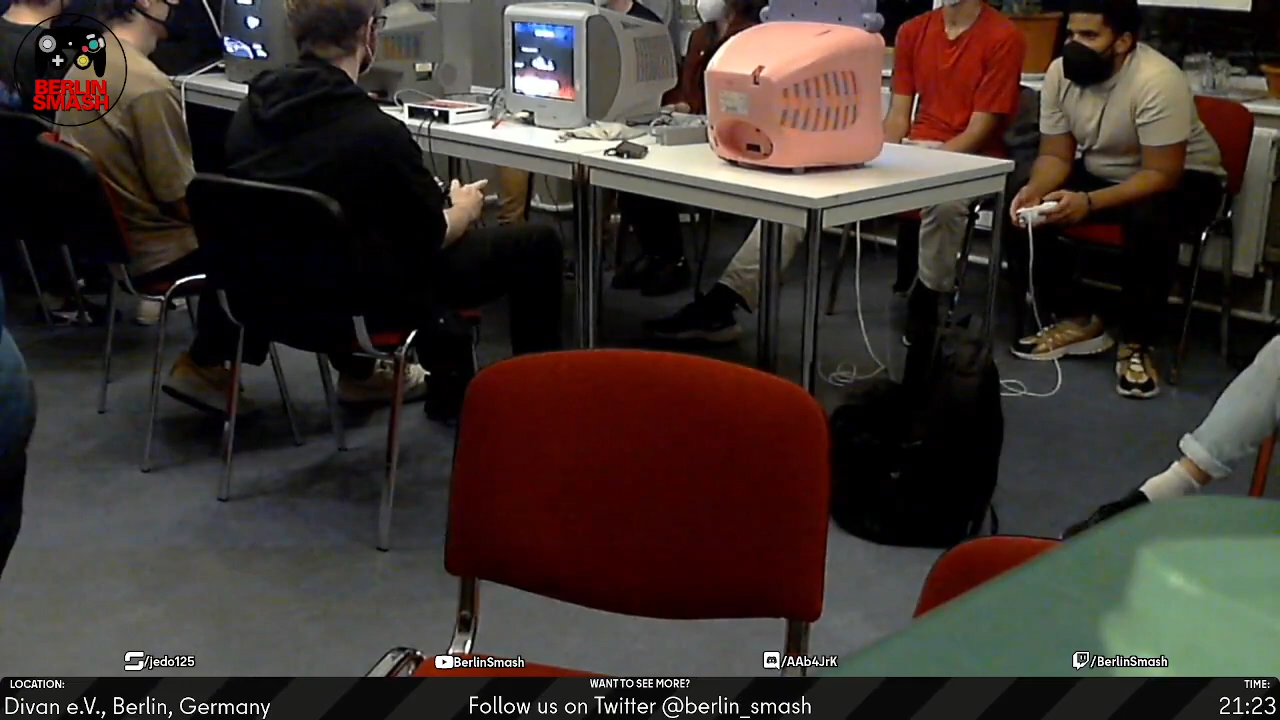 BERLIN
SMASH
/jedo125
BerlinSmash
/AAb4JrK
/BerlinSmash
LOCATION:
WANT TO SEE MORE?
TIME:
Divan e.V., Berlin, Germany
Follow us on Twitter @berlin_smash
21:23